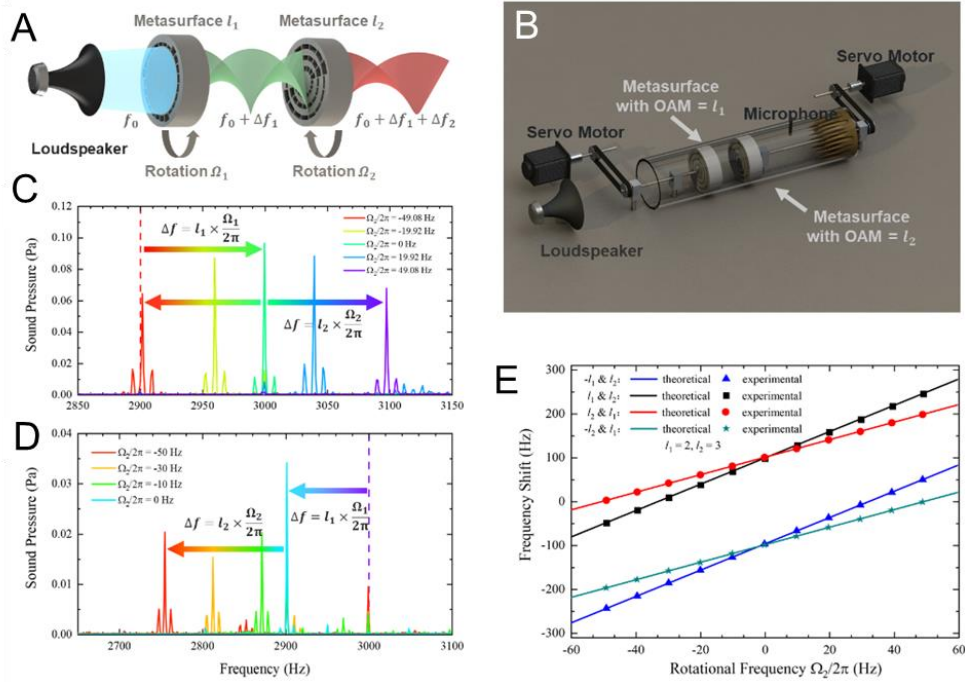 A
Metasurface l₁
Metasurface l₂
f₀
f₀ + Δf₁
f₀ + Δf₁ + Δf₂
Loudspeaker
Rotation Ω₁
Rotation Ω₂
B
Servo Motor
Metasurface
with OAM = l₁
Microphone
Servo Motor
Loudspeaker
Metasurface
with OAM = l₂
C
Sound Pressure (Pa)
0.12
0.10
0.08
0.06
0.04
0.02
0.00
Δf = l₁ × Ω₁/2π
Δf = l₂ × Ω₂/2π
Ω₂/2π = -49.08 Hz
Ω₂/2π = -19.92 Hz
Ω₂/2π = 0 Hz
Ω₂/2π = 19.92 Hz
Ω₂/2π = 49.08 Hz
2850 2900 2950 3000 3050 3100 3150
D
Sound Pressure (Pa)
0.04
0.03
0.02
0.01
0.00
Ω₂/2π = -50 Hz
Ω₂/2π = -30 Hz
Ω₂/2π = -10 Hz
Ω₂/2π = 0 Hz
Δf = l₂ × Ω₂/2π
Δf = l₁ × Ω₁/2π
2700 2800 2900 3000 3100
Frequency (Hz)
E
Frequency Shift (Hz)
300
200
100
0
-100
-200
-300
-l₁ & l₂: theoretical experimental
l₁ & l₂: theoretical experimental
l₂ & l₁: theoretical experimental
-l₂ & l₁: theoretical experimental
l₁ = 2, l₂ = 3
-60 -40 -20 0 20 40 60
Rotational Frequency Ω₂/2π (Hz)